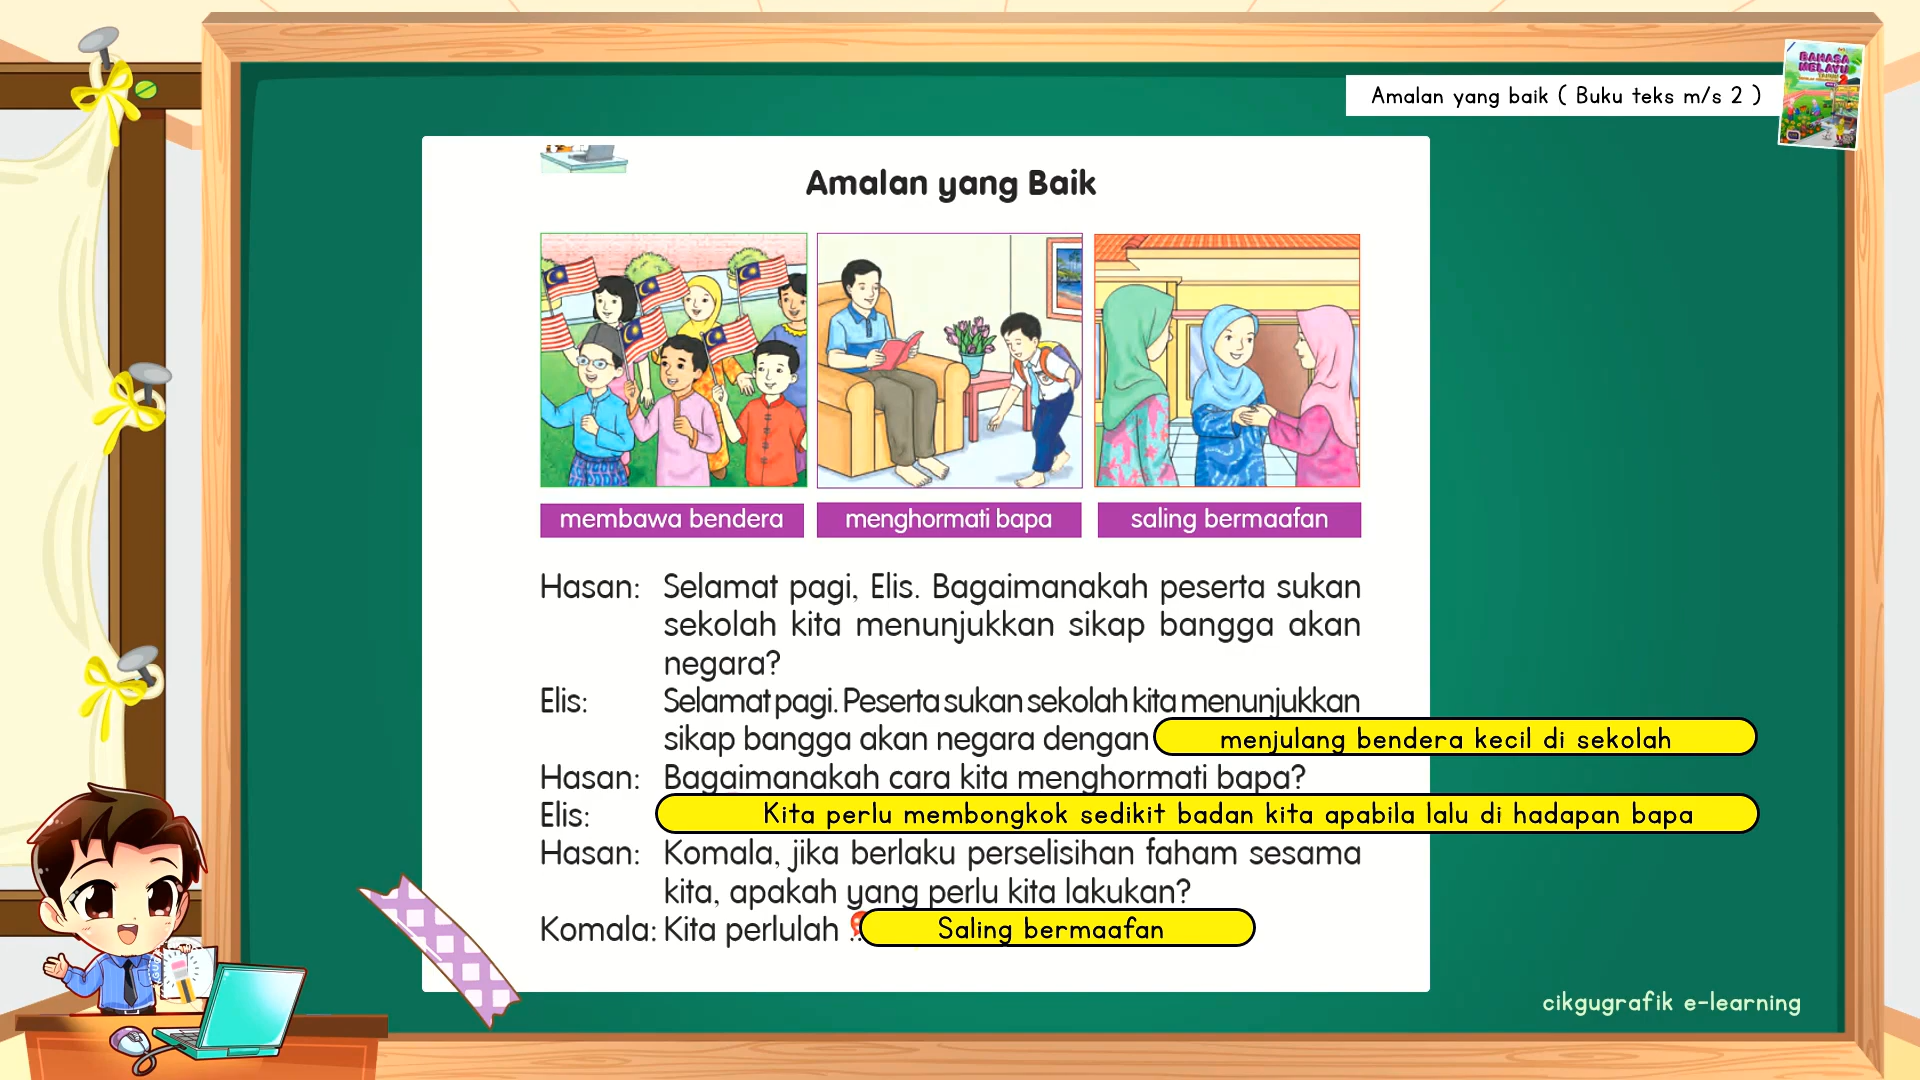 BAHASA
MELAYU
Amalan yang baik ( Buku teks m/s 2 )
Amalan yang Baik
membawa bendera
menghormati bapa
saling bermaafan
Hasan: Selamat pagi, Elis. Bagaimanakah peserta sukan
sekolah kita menunjukkan sikap bangga akan
negara?
Elis: Selamat pagi. Peserta sukan sekolah kita menunjukkan
sikap bangga akan negara dengan menjulang bendera kecil di sekolah
Hasan: Bagaimanakah cara kita menghormati bapa?
Elis: Kita perlu membongkok sedikit badan kita apabila lalu di hadapan bapa
Hasan: Komala, jika berlaku perselisihan faham sesama
kita, apakah yang perlu kita lakukan?
Komala: Kita perlulah .. Saling bermaafan
cikgugrafik e-learning